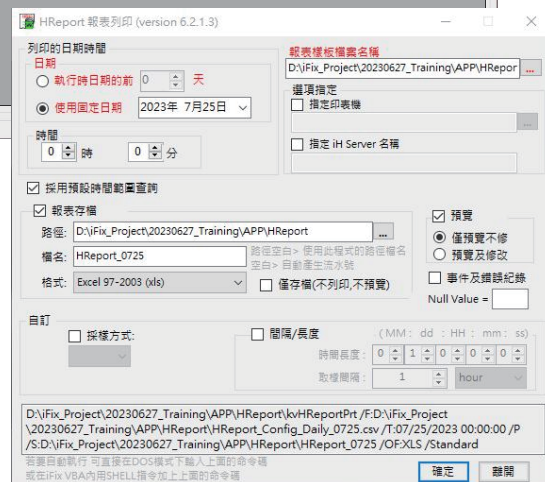 HReport 報表列印 (version 6.2.1.3)
列印的日期時間
日期
執行時日期的前 0 天
使用固定日期 2023年 7月25日
時間
0 時 0 分
報表樣板檔案名稱
D:\iFix_Project\20230627_Training\APP\HRepor ...
選項指定
指定印表機
...
指定 iH Server 名稱
採用預設時間範圍查詢
報表存檔
路徑: D:\iFix_Project\20230627_Training\APP\HReport ...
檔名: HReport_0725
路徑空白> 使用此程式的路徑檔名
空白> 自動產生流水號
格式: Excel 97-2003 (xls) 僅存檔(不列印,不預覽)
預覽
僅預覽不修
預覽及修改
事件及錯誤紀錄
Null Value =
自訂
採樣方式:
間隔/長度 (MM : dd : HH : mm : ss)
時間長度: 0 1 0 0 0
取樣間隔: 1 hour
D:\iFix_Project\20230627_Training\APP\HReport\kvHReportPrt /F:D:\iFix_Project
\20230627_Training\APP\HReport\HReport_Config_Daily_0725.csv /T:07/25/2023 00:00:00 /P
/S:D:\iFix_Project\20230627_Training\APP\HReport\HReport_0725 /OF:XLS /Standard
若要自動執行 可直接在DOS模式下輸入上面的命令碼
或在iFix VBA內用SHELL指令加上上面的命令碼
確定 離開